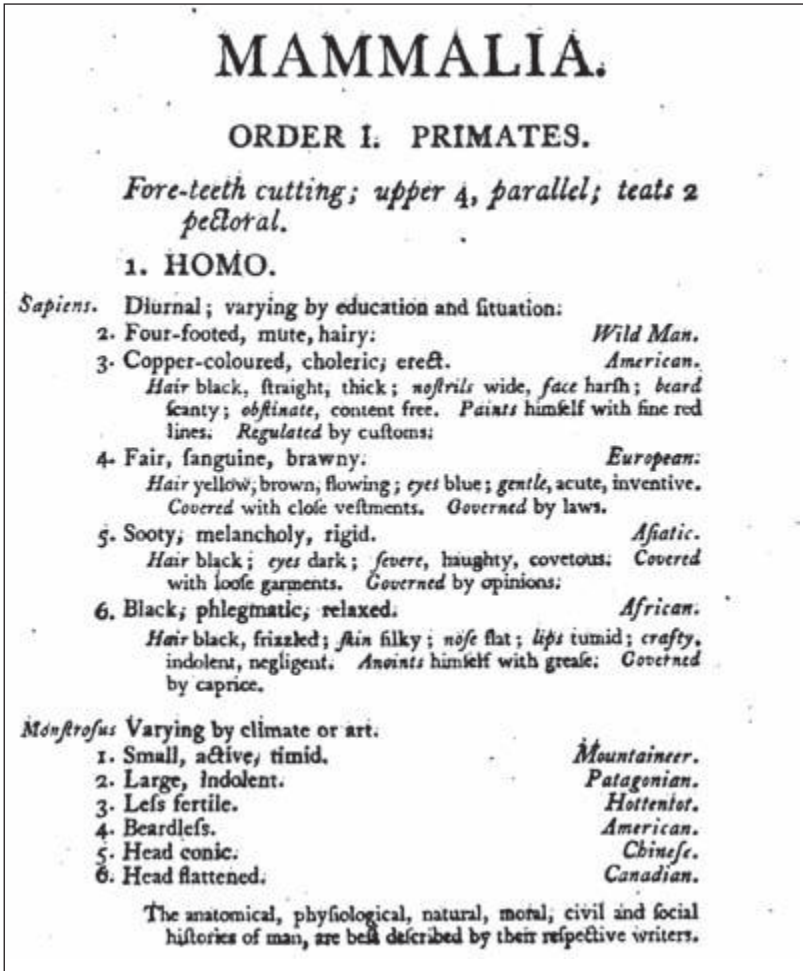 MAMMALIA.
ORDER I. PRIMATES.
Fore-teeth cutting; upper 4, parallel; teats 2
pectoral.
1. HOMO.
Sapiens. Diurnal; varying by education and ſituation.
2. Four-footed, mute, hairy. Wild Man.
3. Copper-coloured, choleric, erect. American.
Hair black, ſtraight, thick; noſtrils wide, face harſh; beard
ſcanty; obſtinate, content free. Paints himſelf with fine red
lines. Regulated by cuſtoms.
4. Fair, ſanguine, brawny. European.
Hair yellow, brown, flowing; eyes blue; gentle, acute, inventive.
Covered with cloſe veſtments. Governed by laws.
5. Sooty, melancholy, rigid. Aſiatic.
Hair black; eyes dark; ſevere, haughty, covetous. Covered
with looſe garments. Governed by opinions.
6. Black, phlegmatic, relaxed. African.
Hair black, frizzled; ſkin ſilky; noſe flat; lips tumid; crafty,
indolent, negligent. Anoints himſelf with greaſe. Governed
by caprice.
Monſtroſus Varying by climate or art.
1. Small, active, timid. Mountaineer.
2. Large, indolent. Patagonian.
3. Leſs fertile. Hottentot.
4. Beardleſs. American.
5. Head conic. Chineſe.
6. Head flattened. Canadian.
The anatomical, phyſiological, natural, moral, civil and ſocial
hiſtories of man, are beſt deſcribed by their reſpective writers.